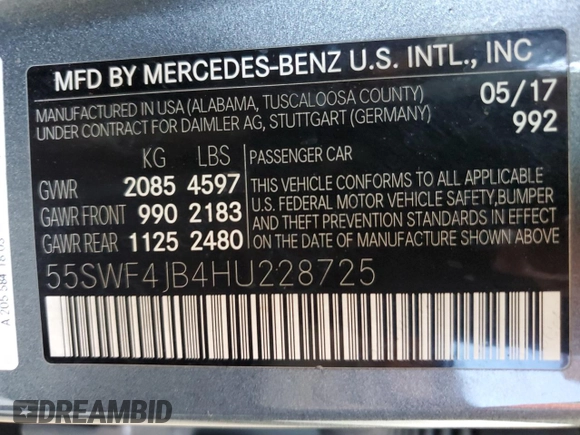 MFD BY MERCEDES-BENZ U.S. INTL., INC
MANUFACTURED IN USA (ALABAMA, TUSCALOOSA COUNTY) 05/17
UNDER CONTRACT FOR DAIMLER AG, STUTTGART (GERMANY) 992
KG LBS PASSENGER CAR
GVWR 2085 4597
GAWR FRONT 990 2183
GAWR REAR 1125 2480
THIS VEHICLE CONFORMS TO ALL APPLICABLE
U.S. FEDERAL MOTOR VEHICLE SAFETY,BUMPER
AND THEFT PREVENTION STANDARDS IN EFFECT
ON THE DATE OF MANUFACTURE SHOWN ABOVE.
55SWF4JB4HU228725
A 205 584
DREAMBID